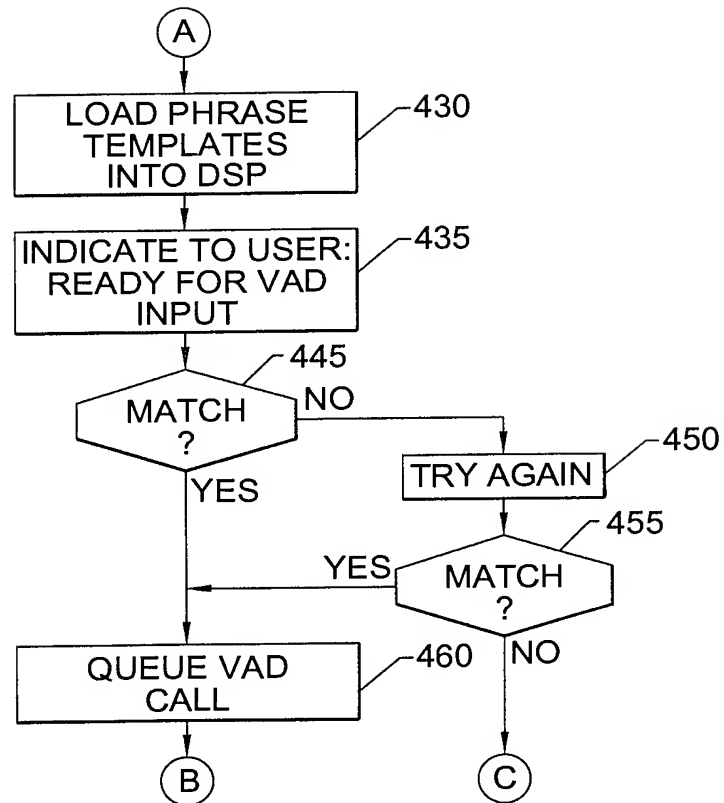 A
LOAD PHRASE
TEMPLATES
INTO DSP
430
INDICATE TO USER:
READY FOR VAD
INPUT
435
445
MATCH
?
NO
YES
TRY AGAIN
450
455
YES
MATCH
?
NO
QUEUE VAD
CALL
460
B
C